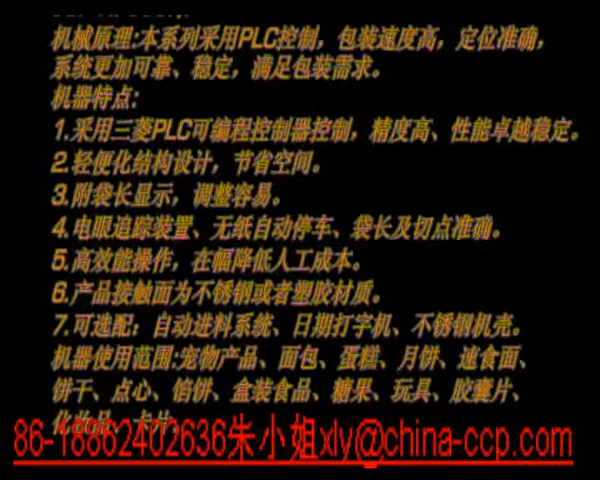 机械原理:本系列采用PLC控制，包装速度高，定位准确，
系统更加可靠、稳定，满足包装需求。
机器特点:
1.采用三菱PLC可编程控制器控制，精度高、性能卓越稳定。
2.轻便化结构设计，节省空间。
3.附袋长显示，调整容易。
4.电眼追踪装置、无纸自动停车、袋长及切点准确。
5.高效能操作，在幅降低人工成本。
6.产品接触面为不锈钢或者塑胶材质。
7.可选配：自动进料系统、日期打字机、不锈钢机壳。
机器使用范围:宠物产品、面包、蛋糕、月饼、速食面、
饼干、点心、馅饼、盒装食品、糖果、玩具、胶囊片、
化妆品、卡片
86-18862402636朱小姐xly@china-ccp.com